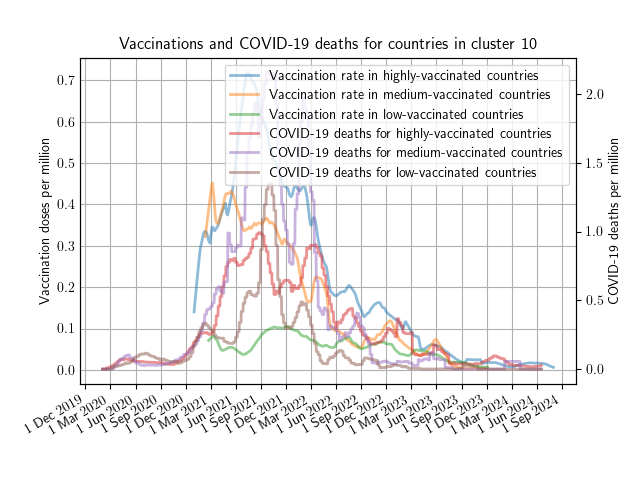 Vaccinations and COVID-19 deaths for countries in cluster 10
Vaccination rate in highly-vaccinated countries
Vaccination rate in medium-vaccinated countries
Vaccination rate in low-vaccinated countries
COVID-19 deaths for highly-vaccinated countries
COVID-19 deaths for medium-vaccinated countries
COVID-19 deaths for low-vaccinated countries
Vaccination doses per million
0.7
0.6
0.5
0.4
0.3
0.2
0.1
0.0
COVID-19 deaths per million
2.0
1.5
1.0
0.5
0.0
1 Dec 2019
1 Mar 2020
1 Jun 2020
1 Sep 2020
1 Dec 2020
1 Mar 2021
1 Jun 2021
1 Sep 2021
1 Dec 2021
1 Mar 2022
1 Jun 2022
1 Sep 2022
1 Dec 2022
1 Mar 2023
1 Jun 2023
1 Sep 2023
1 Dec 2023
1 Mar 2024
1 Jun 2024
1 Sep 2024